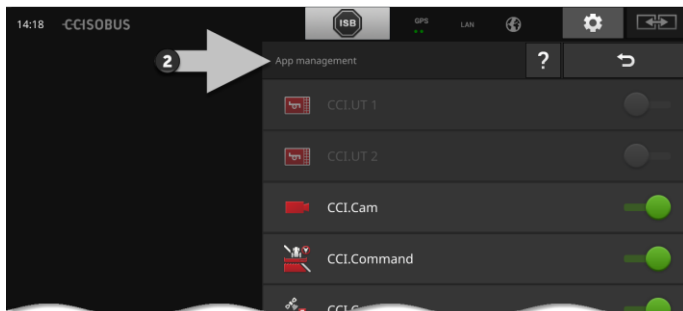 14:18 CCISOBUS ISB GPS LAN
2 App management ?
CCI.UT 1
CCI.UT 2
CCI.Cam
CCI.Command